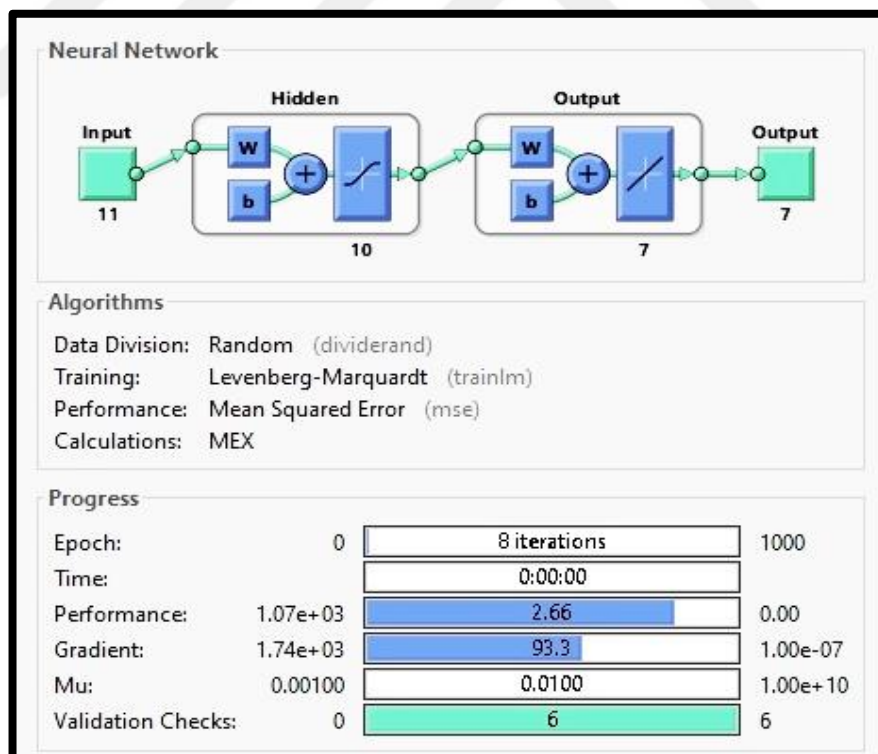 Neural Network
Hidden Output
Input W b + W b + Output
11 10 7 7
Algorithms
Data Division: Random (dividerand)
Training: Levenberg-Marquardt (trainlm)
Performance: Mean Squared Error (mse)
Calculations: MEX
Progress
Epoch: 0 8 iterations 1000
Time: 0:00:00
Performance: 1.07e+03 2.66 0.00
Gradient: 1.74e+03 93.3 1.00e-07
Mu: 0.00100 0.0100 1.00e+10
Validation Checks: 0 6 6